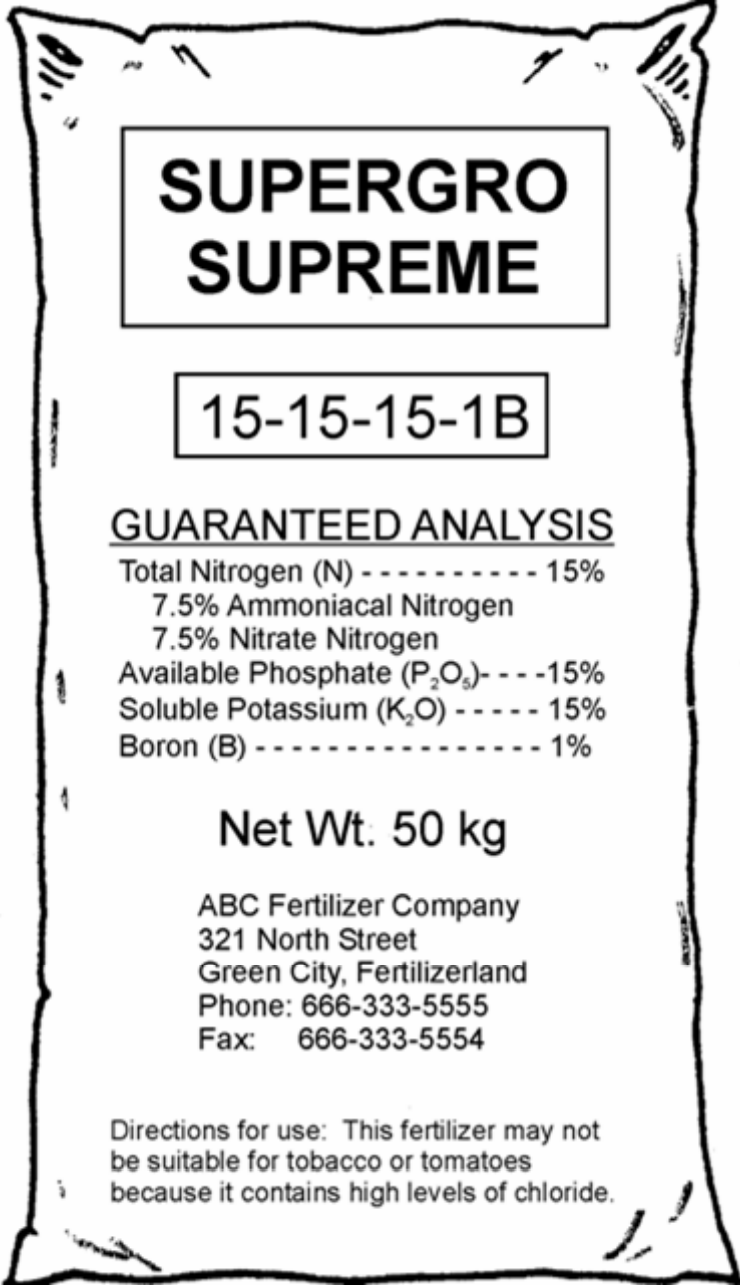 SUPERGRO
SUPREME
15-15-15-1B
GUARANTEED ANALYSIS
Total Nitrogen (N) - - - - - - - - - - 15%
7.5% Ammoniacal Nitrogen
7.5% Nitrate Nitrogen
Available Phosphate (P₂O₅)- - - -15%
Soluble Potassium (K₂O) - - - - - 15%
Boron (B) - - - - - - - - - - - - - - - - 1%
Net Wt. 50 kg
ABC Fertilizer Company
321 North Street
Green City, Fertilizerland
Phone: 666-333-5555
Fax: 666-333-5554
Directions for use: This fertilizer may not
be suitable for tobacco or tomatoes
because it contains high levels of chloride.